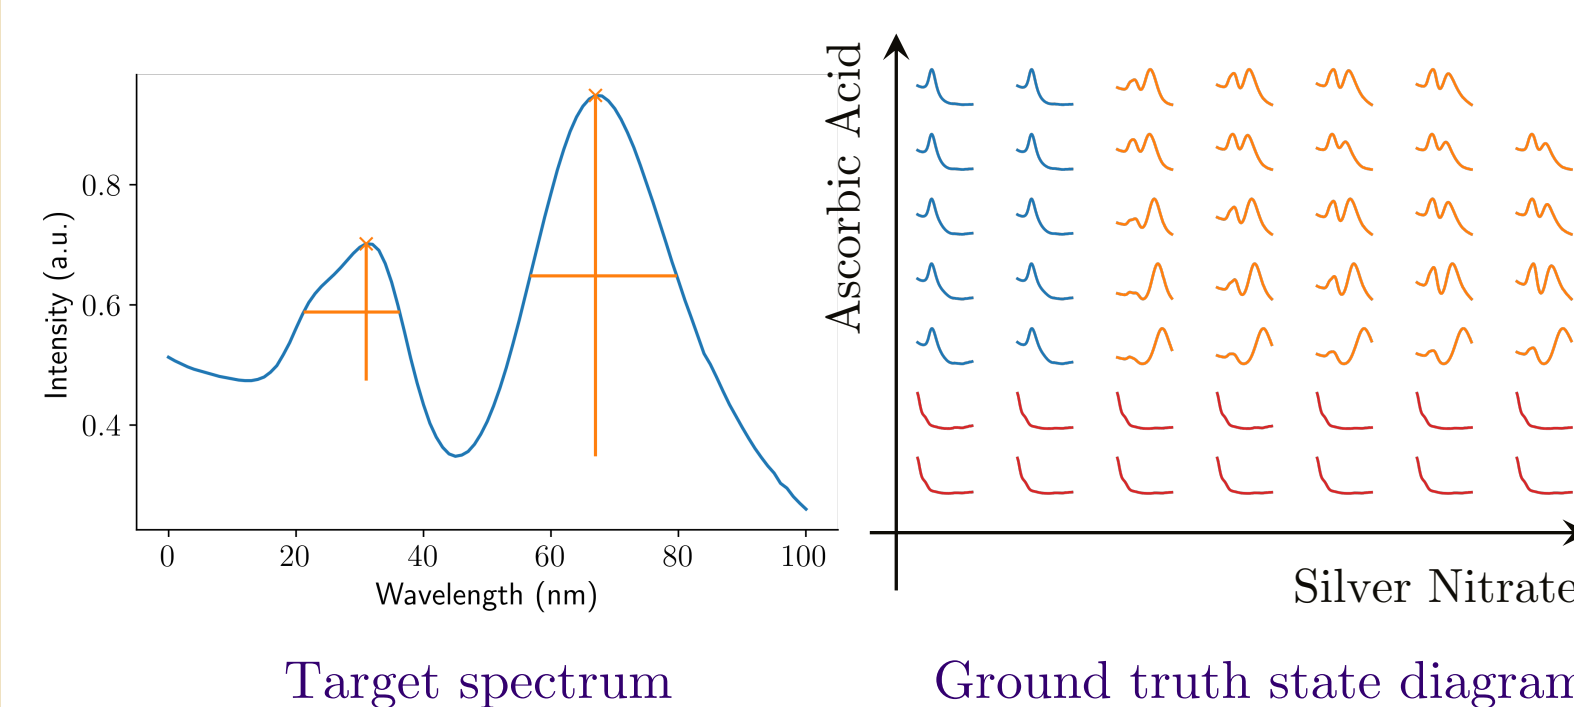 0.8
0.6
0.4
Intensity (a.u.)
0 20 40 60 80 100
Wavelength (nm)
Target spectrum
Ascorbic Acid
Silver Nitrate
Ground truth state diagram